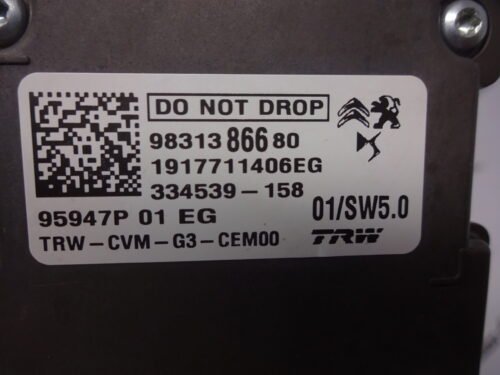 DO NOT DROP
98313 866 80
1917711406EG
334539-158
95947P 01 EG
01/SW5.0
TRW-CVM-G3-CEM00
TRW